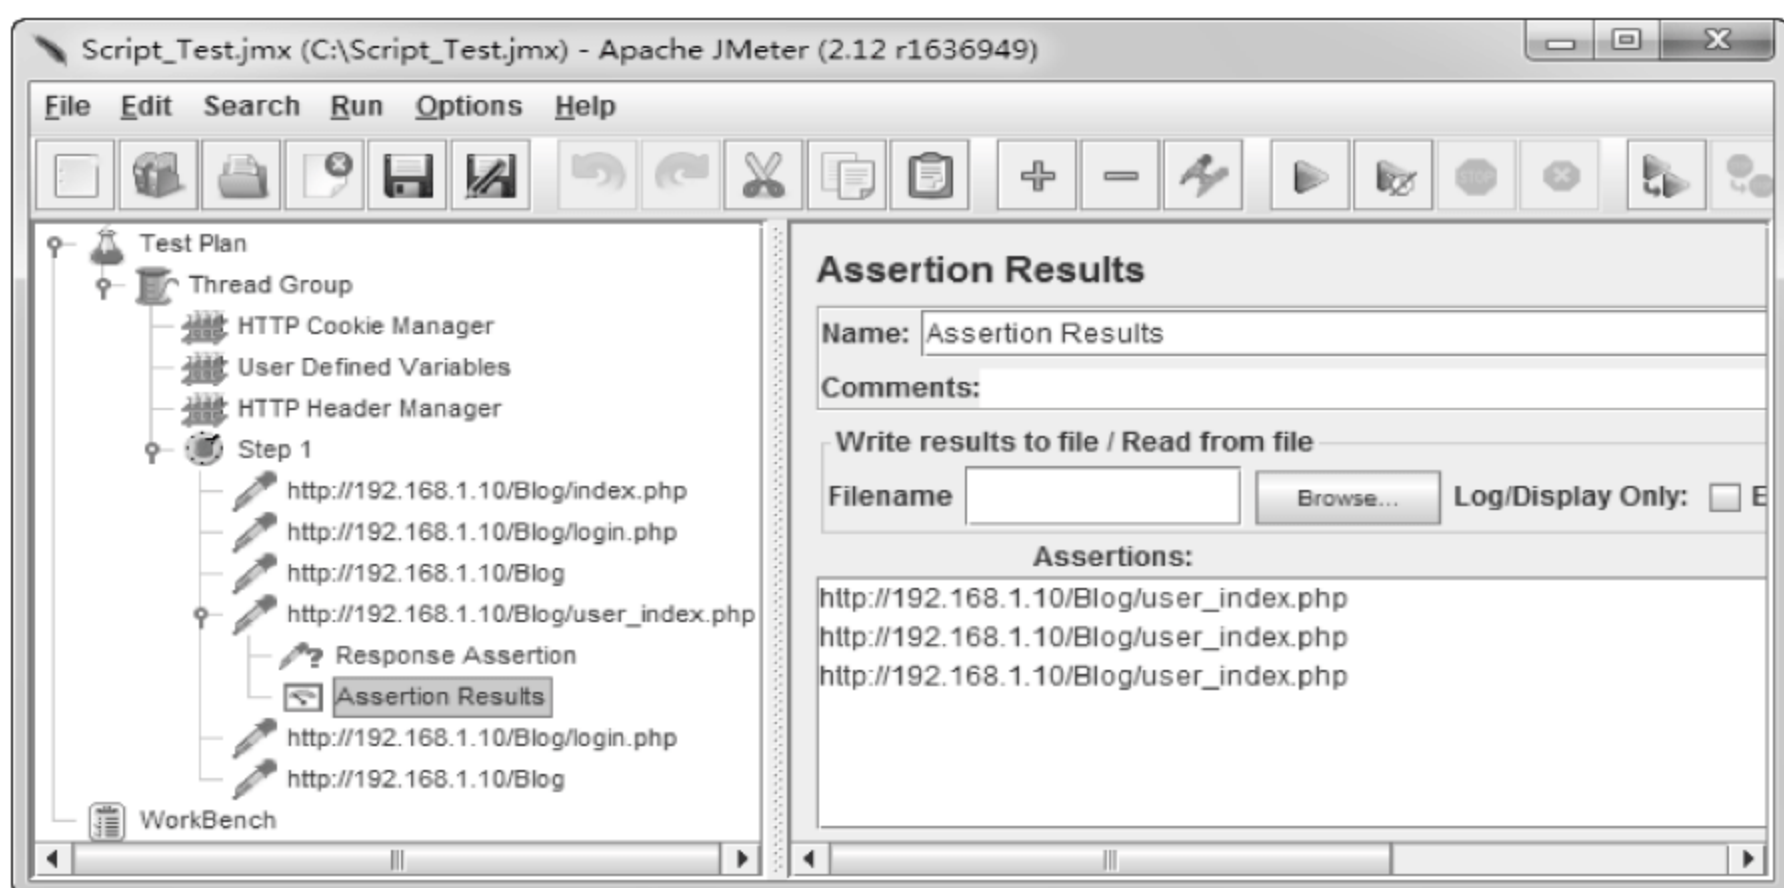 Script_Test.jmx (C:\Script_Test.jmx) - Apache JMeter (2.12 r1636949)
File Edit Search Run Options Help
STOP
Test Plan
Thread Group
HTTP Cookie Manager
User Defined Variables
HTTP Header Manager
Step 1
http://192.168.1.10/Blog/index.php
http://192.168.1.10/Blog/login.php
http://192.168.1.10/Blog
http://192.168.1.10/Blog/user_index.php
Response Assertion
Assertion Results
http://192.168.1.10/Blog/login.php
http://192.168.1.10/Blog
WorkBench
Assertion Results
Name: Assertion Results
Comments:
Write results to file / Read from file
Filename Browse... Log/Display Only: E
Assertions:
http://192.168.1.10/Blog/user_index.php
http://192.168.1.10/Blog/user_index.php
http://192.168.1.10/Blog/user_index.php